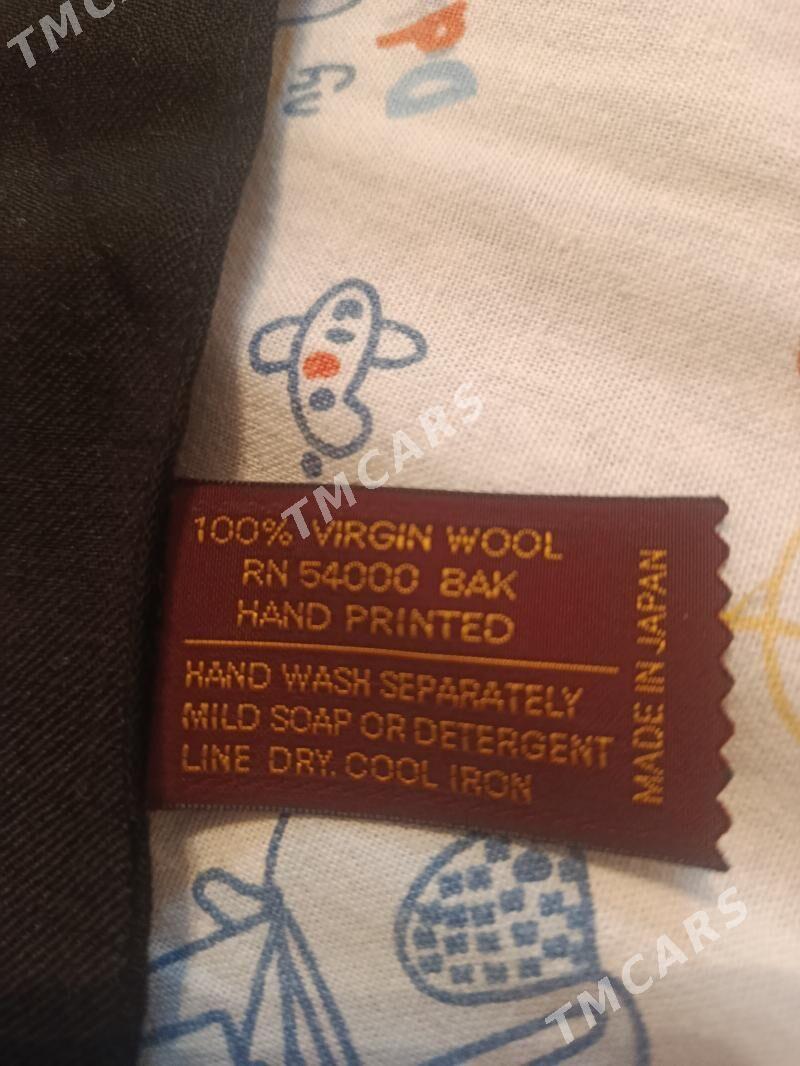 TMCARS
PO
TMCARS
100% VIRGIN WOOL
RN 54000 BAK
HAND PRINTED
HAND WASH SEPARATELY
MILD SOAP OR DETERGENT
LINE DRY. COOL IRON
MADE IN JAPAN
TMCARS